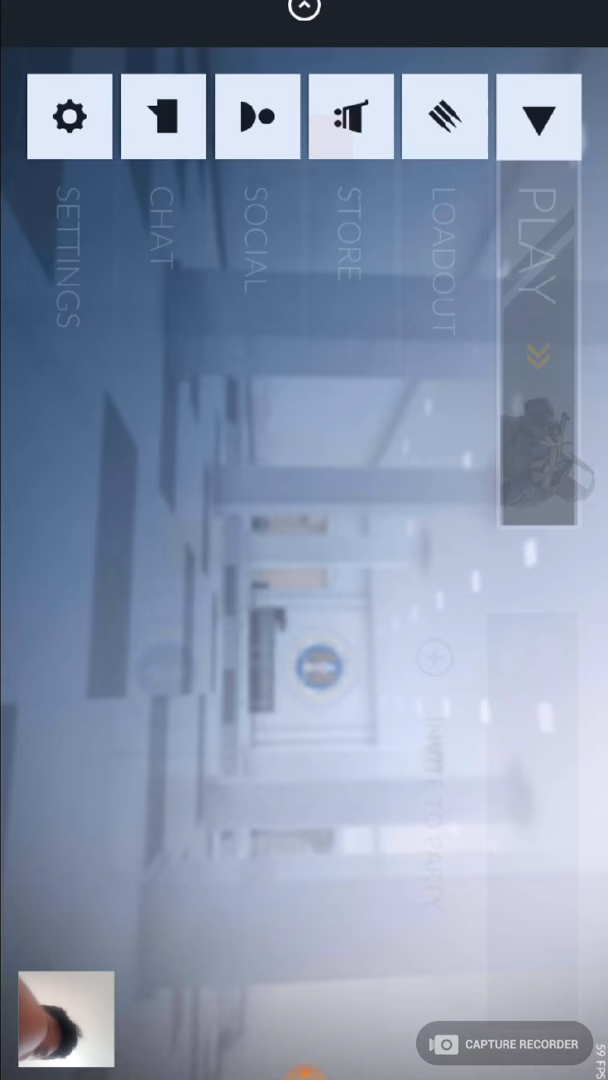 PLAY
LOADOUT
STORE
SOCIAL
CHAT
SETTINGS
INVITE TO PARTY
CAPTURE RECORDER
59 FPS